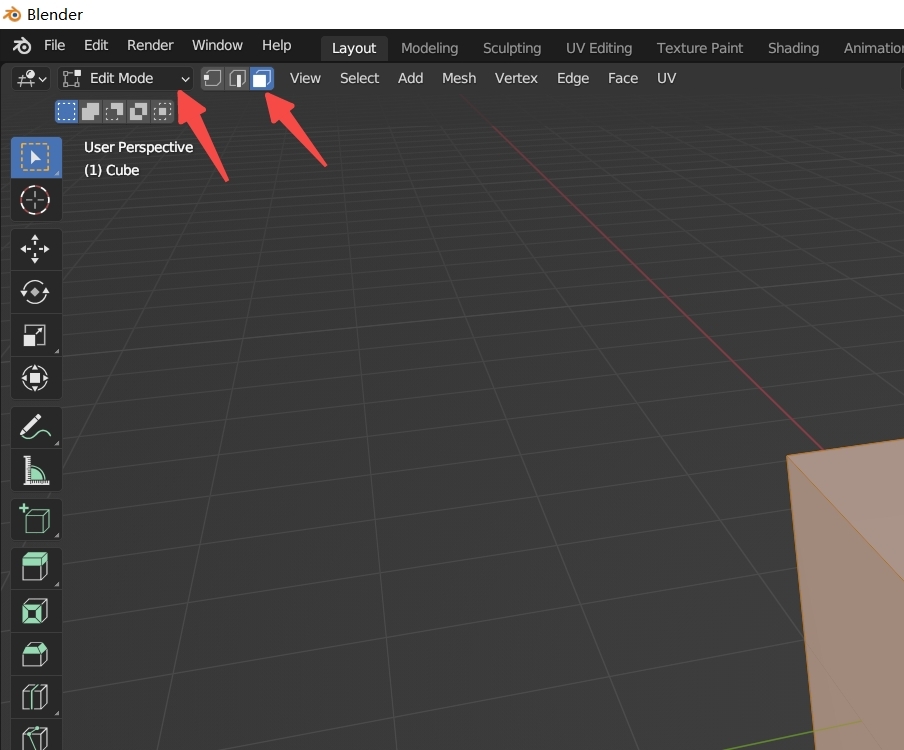 Blender
File Edit Render Window Help Layout Modeling Sculpting UV Editing Texture Paint Shading
Edit Mode View Select Add Mesh Vertex Edge Face UV
User Perspective
(1) Cube